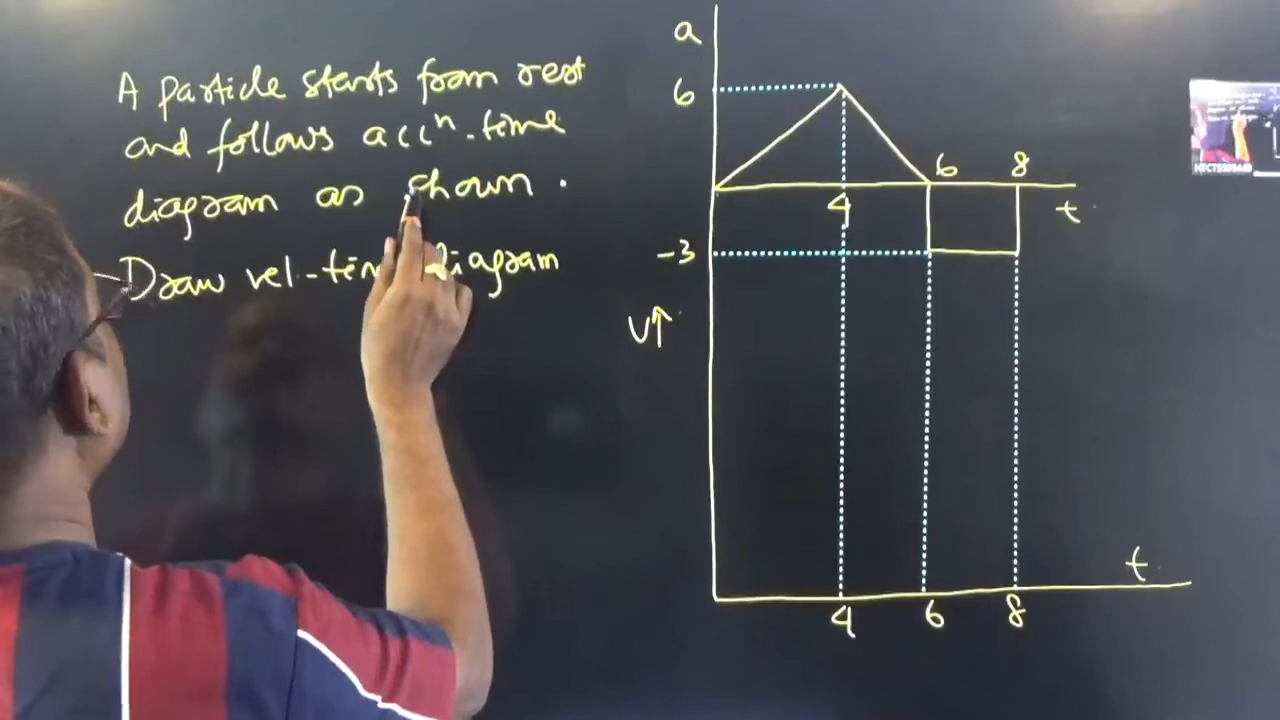 A particle starts from rest
and follows accⁿ-time
diagram as shown.
Draw vel-time diagram
a
6
6 8
4
t
-3
v↑
t
4 6 8